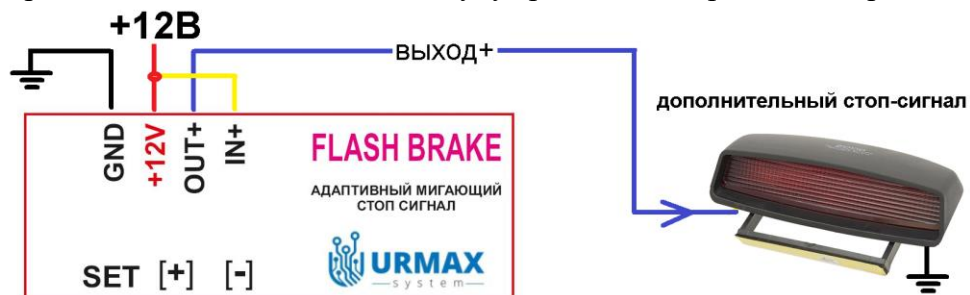 +12В
ВЫХОД+
дополнительный стоп-сигнал
GND
+12V
OUT+
IN+
FLASH BRAKE
АДАПТИВНЫЙ МИГАЮЩИЙ
СТОП СИГНАЛ
SET [+] [-]
URMAX
system